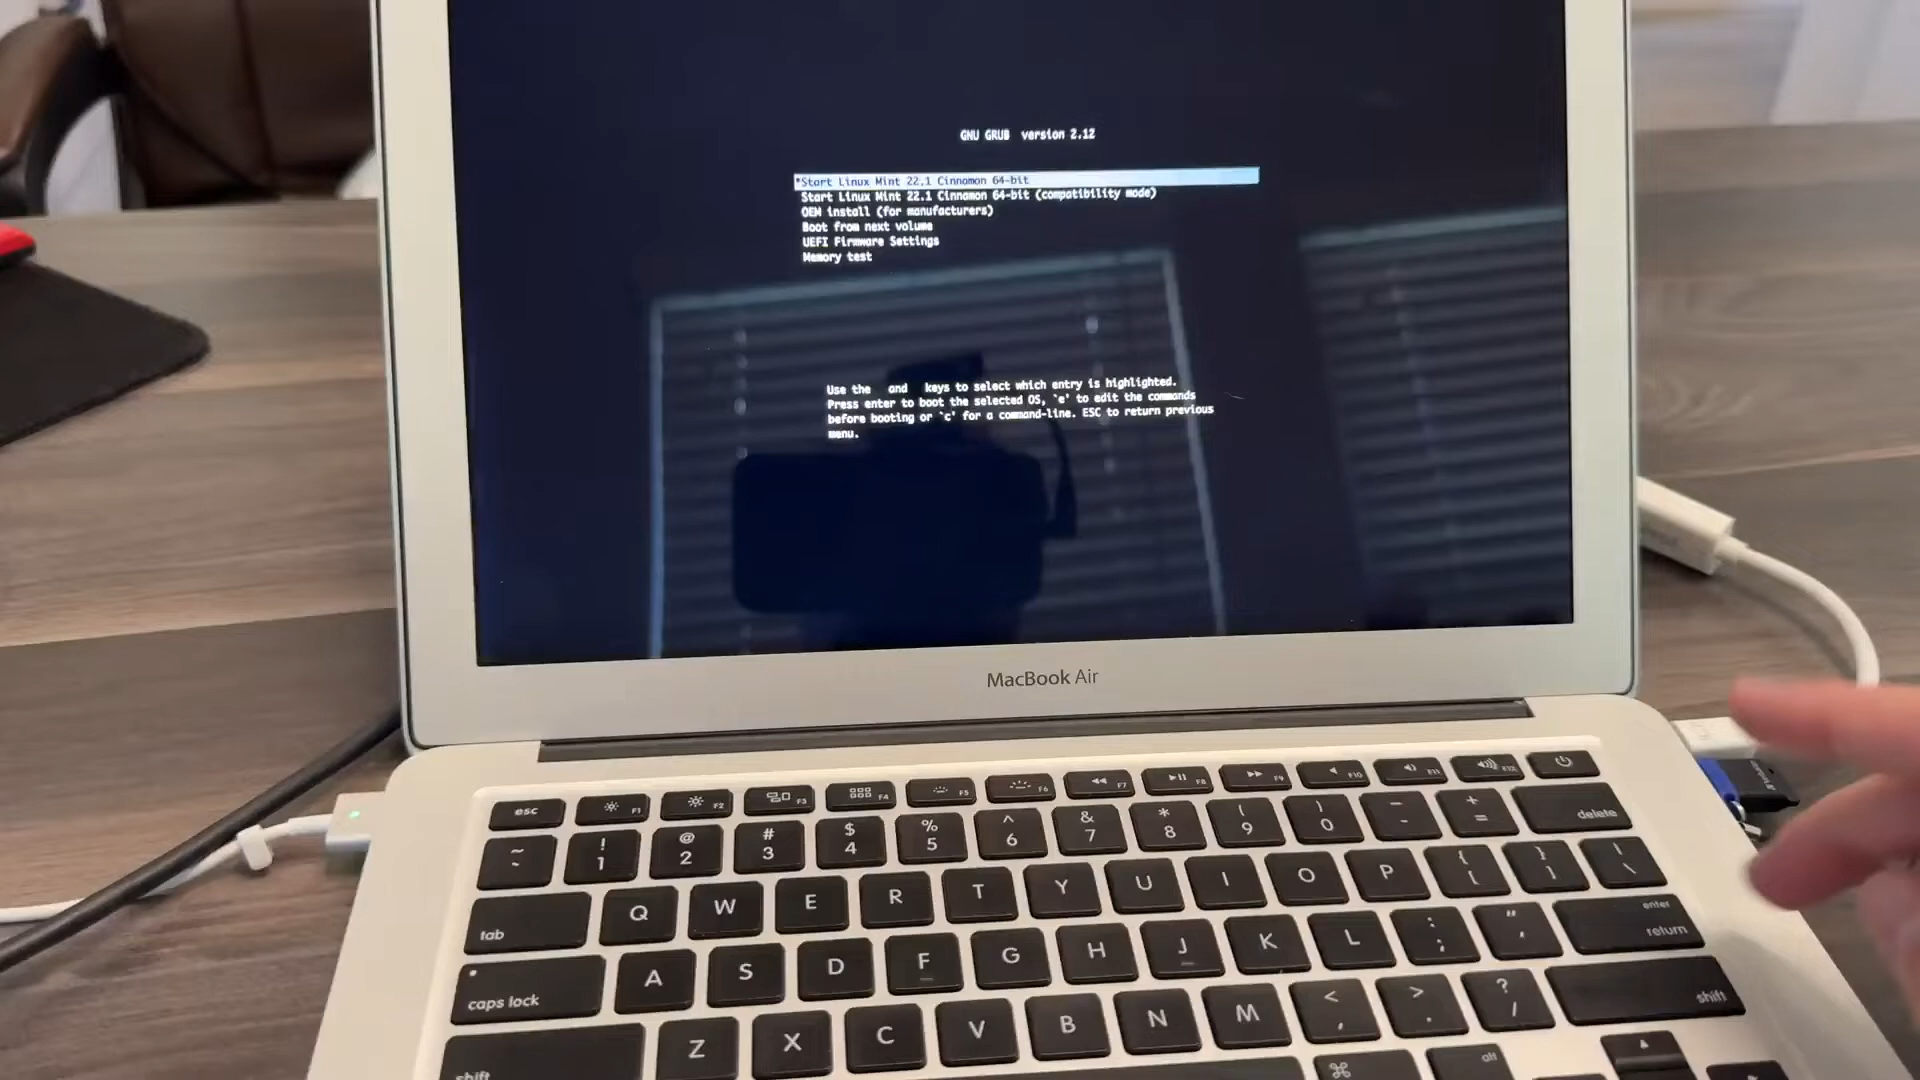 GNU GRUB version 2.12
*Start Linux Mint 22.1 Cinnamon 64-bit
Start Linux Mint 22.1 Cinnamon 64-bit (compatibility mode)
OEM install (for manufacturers)
Boot from next volume
UEFI Firmware Settings
Memory test
Use the and keys to select which entry is highlighted.
Press enter to boot the selected OS, `e' to edit the commands
before booting or `c' for a command-line. ESC to return previous
menu.
MacBook Air
esc F1 F2 F3 F4 F5 F6 F7 F8 F9 F10 F11 F12
~ ! @ # $ % ^ & * ( ) - + delete
1 2 3 4 5 6 7 8 9 0 - =
tab Q W E R T Y U I O P { [ } ] \
caps lock A S D F G H J K L : ; " ' enter return
shift Z X C V B N M < , > . ? / shift
⌘ alt